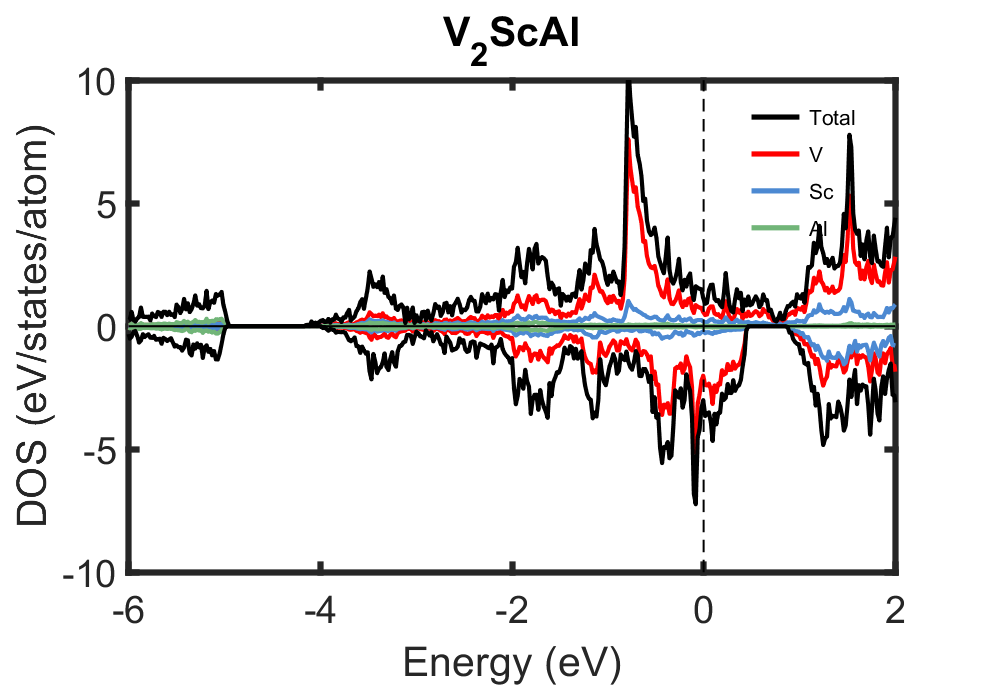 V2ScAl
10
5
0
-5
-10
DOS (eV/states/atom)
Total
V
Sc
Al
-6
-4
-2
0
2
Energy (eV)